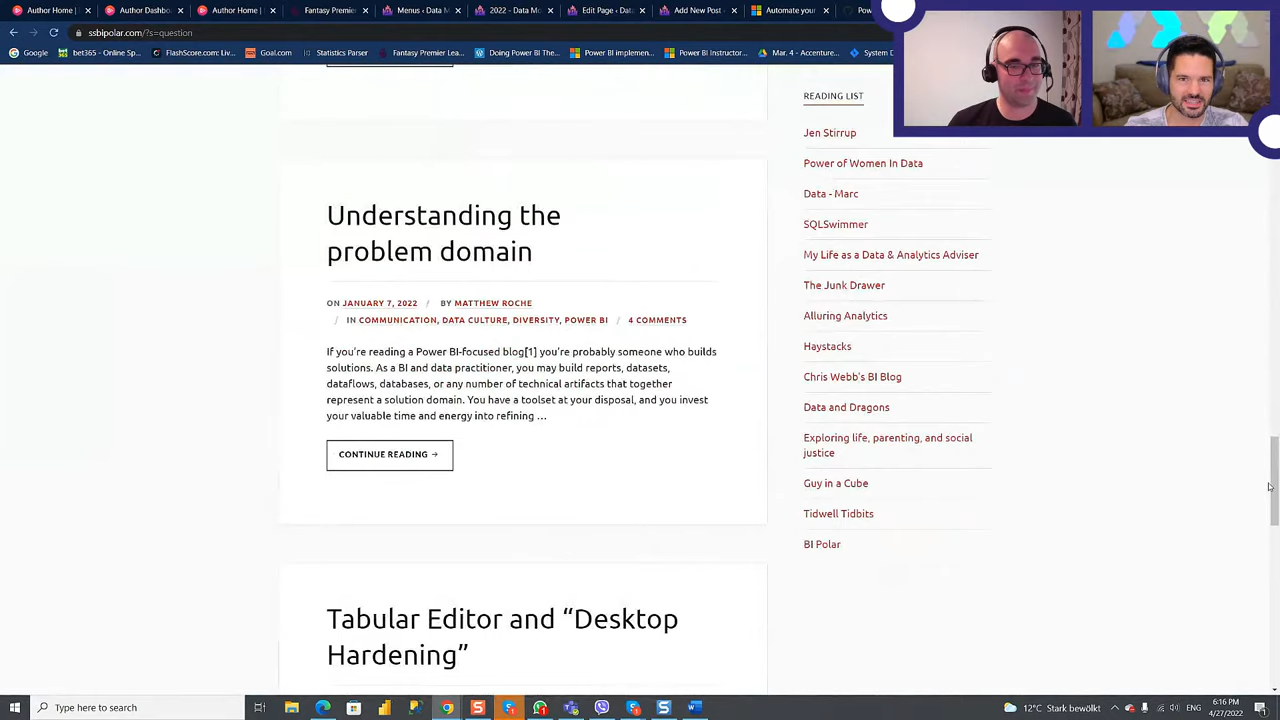 Author Home |
Author Dashbo
Author Home |
Fantasy Premier
Menus ‹ Data M
2022 - Data Mo
Edit Page ‹ Data
Add New Post ‹
Automate your
ssbipolar.com/?s=question
Google
bet365 - Online Sp...
FlashScore.com: Liv...
Goal.com
Statistics Parser
Fantasy Premier Lea...
Doing Power BI The...
Power BI implemen...
Power BI Instructor...
Mar. 4 - Accenture...
System D
READING LIST
Jen Stirrup
Power of Women In Data
Data - Marc
SQLSwimmer
My Life as a Data & Analytics Adviser
The Junk Drawer
Alluring Analytics
Haystacks
Chris Webb's BI Blog
Data and Dragons
Exploring life, parenting, and social
justice
Guy in a Cube
Tidwell Tidbits
BI Polar
Understanding the
problem domain
ON JANUARY 7, 2022 / BY MATTHEW ROCHE
/ IN COMMUNICATION, DATA CULTURE, DIVERSITY, POWER BI / 4 COMMENTS
If you're reading a Power BI-focused blog[1] you're probably someone who builds
solutions. As a BI and data practitioner, you may build reports, datasets,
dataflows, databases, or any number of technical artifacts that together
represent a solution domain. You have a toolset at your disposal, and you invest
your valuable time and energy into refining …
CONTINUE READING →
Tabular Editor and “Desktop
Hardening”
Type here to search
12°C Stark bewölkt
ENG
6:16 PM
4/27/2022